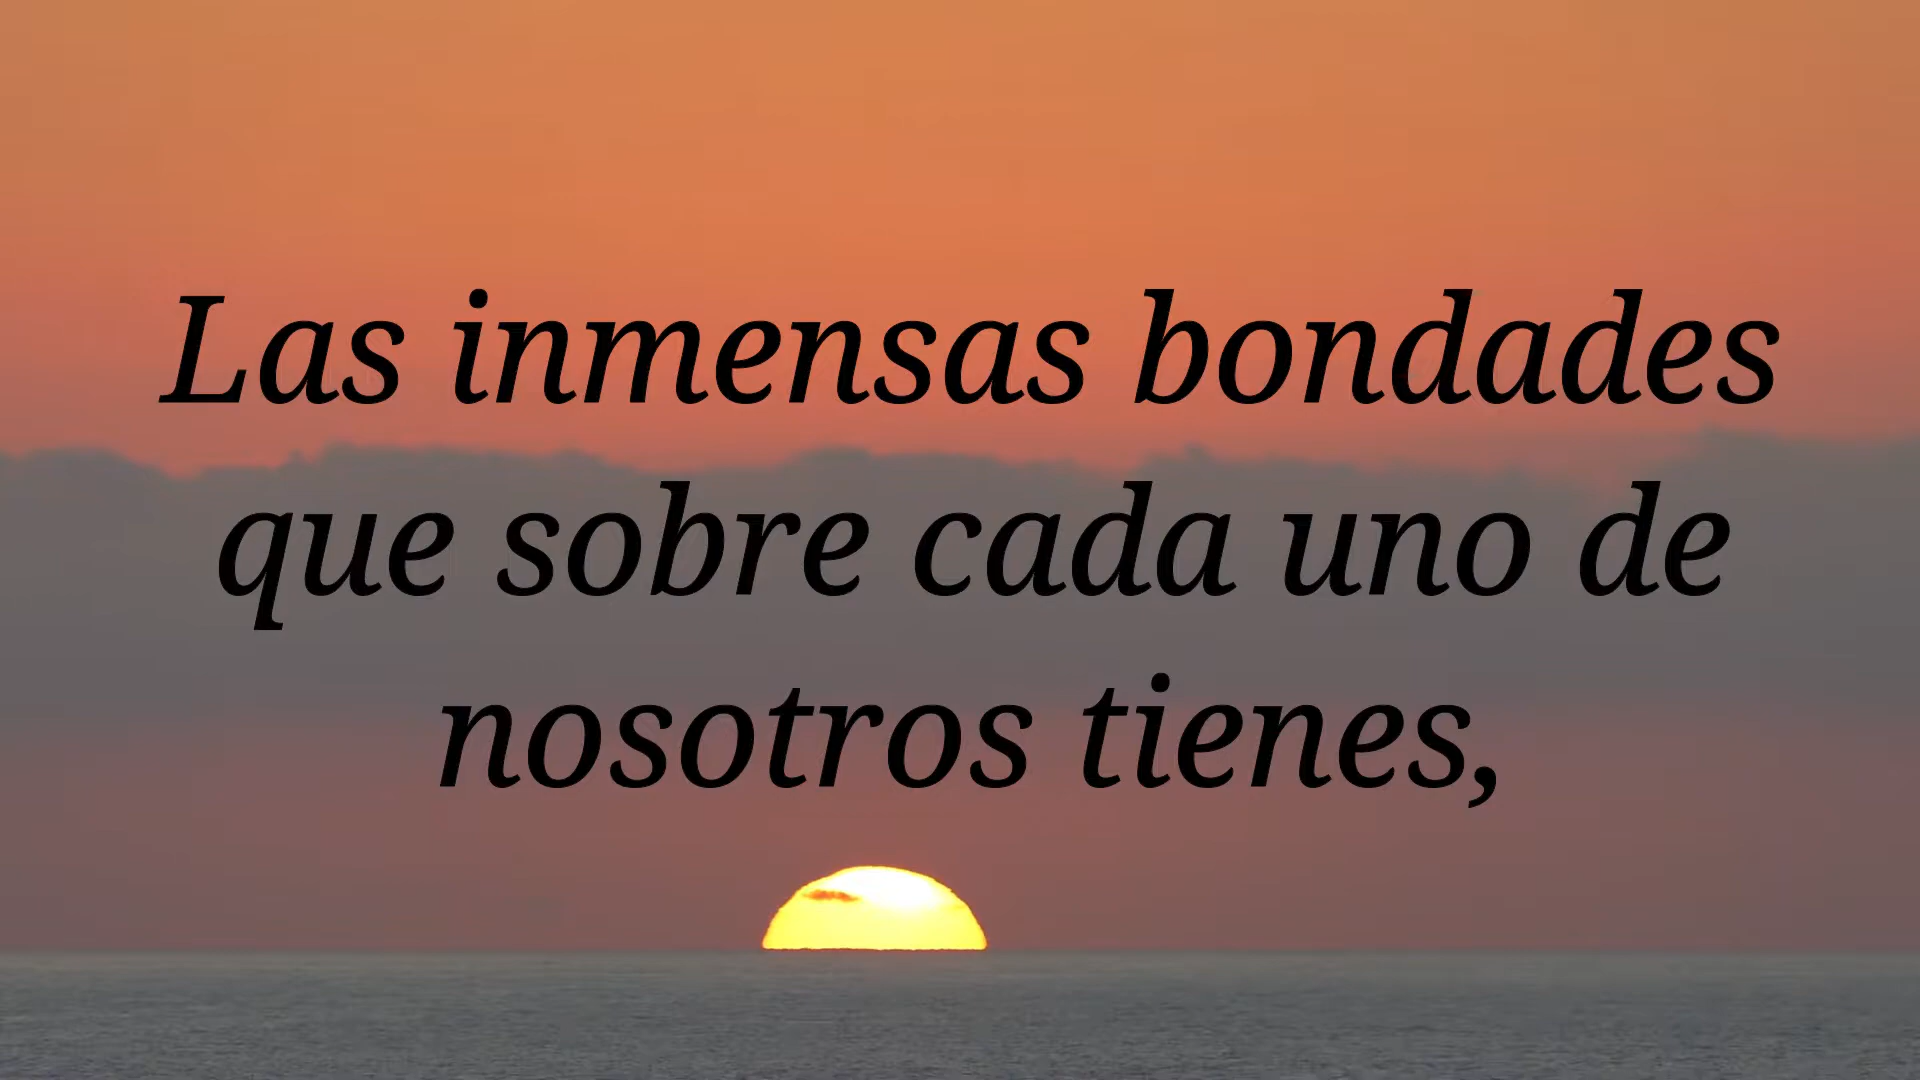 Las inmensas bondades
que sobre cada uno de
nosotros tienes,